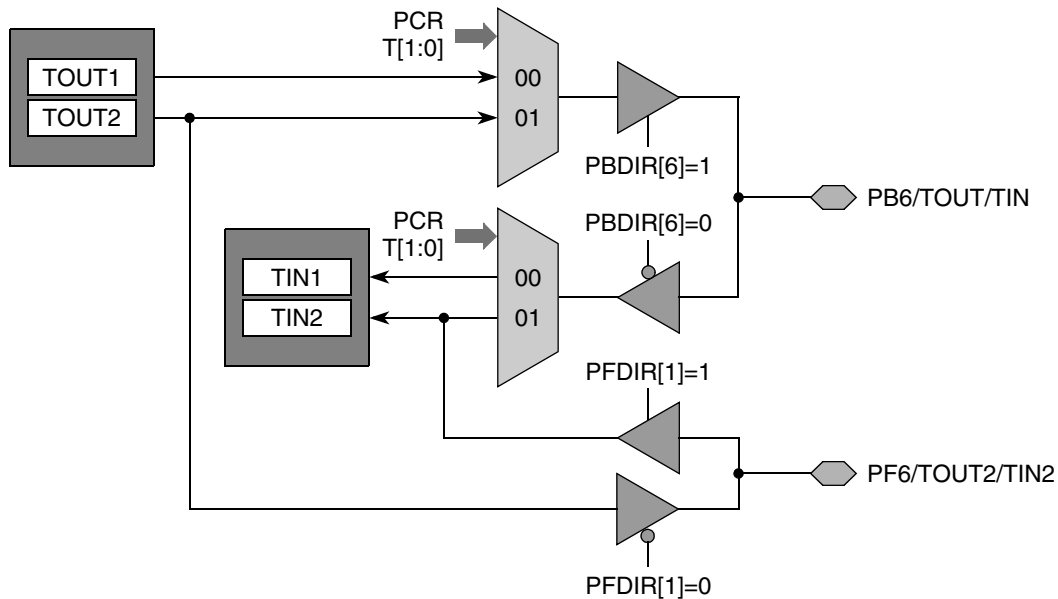 PCR
T[1:0]
TOUT1
00
TOUT2
01
PBDIR[6]=1
PB6/TOUT/TIN
PCR
T[1:0]
PBDIR[6]=0
TIN1
00
TIN2
01
PFDIR[1]=1
PF6/TOUT2/TIN2
PFDIR[1]=0